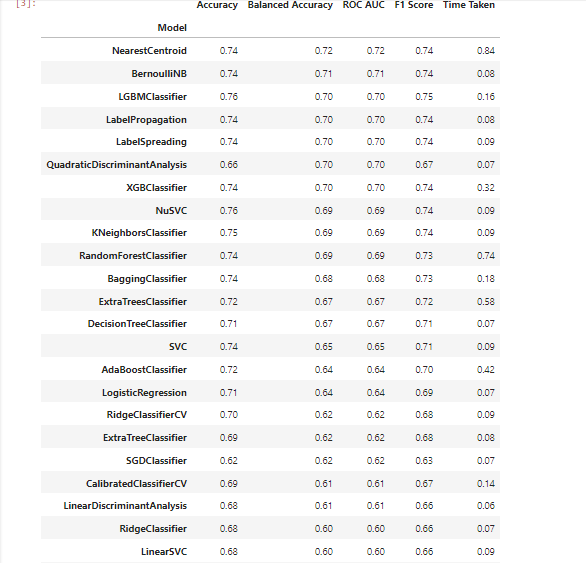 [3]:
Accuracy Balanced Accuracy ROC AUC F1 Score Time Taken
Model
NearestCentroid 0.74 0.72 0.72 0.74 0.84
BernoulliNB 0.74 0.71 0.71 0.74 0.08
LGBMClassifier 0.76 0.70 0.70 0.75 0.16
LabelPropagation 0.74 0.70 0.70 0.74 0.08
LabelSpreading 0.74 0.70 0.70 0.74 0.09
QuadraticDiscriminantAnalysis 0.66 0.70 0.70 0.67 0.07
XGBClassifier 0.74 0.70 0.70 0.74 0.32
NuSVC 0.76 0.69 0.69 0.74 0.09
KNeighborsClassifier 0.75 0.69 0.69 0.74 0.09
RandomForestClassifier 0.74 0.69 0.69 0.73 0.74
BaggingClassifier 0.74 0.68 0.68 0.73 0.18
ExtraTreesClassifier 0.72 0.67 0.67 0.72 0.58
DecisionTreeClassifier 0.71 0.67 0.67 0.71 0.07
SVC 0.74 0.65 0.65 0.71 0.09
AdaBoostClassifier 0.72 0.64 0.64 0.70 0.42
LogisticRegression 0.71 0.64 0.64 0.69 0.07
RidgeClassifierCV 0.70 0.62 0.62 0.68 0.09
ExtraTreeClassifier 0.69 0.62 0.62 0.68 0.08
SGDClassifier 0.62 0.62 0.62 0.63 0.07
CalibratedClassifierCV 0.69 0.61 0.61 0.67 0.14
LinearDiscriminantAnalysis 0.68 0.61 0.61 0.66 0.06
RidgeClassifier 0.68 0.60 0.60 0.66 0.07
LinearSVC 0.68 0.60 0.60 0.66 0.09